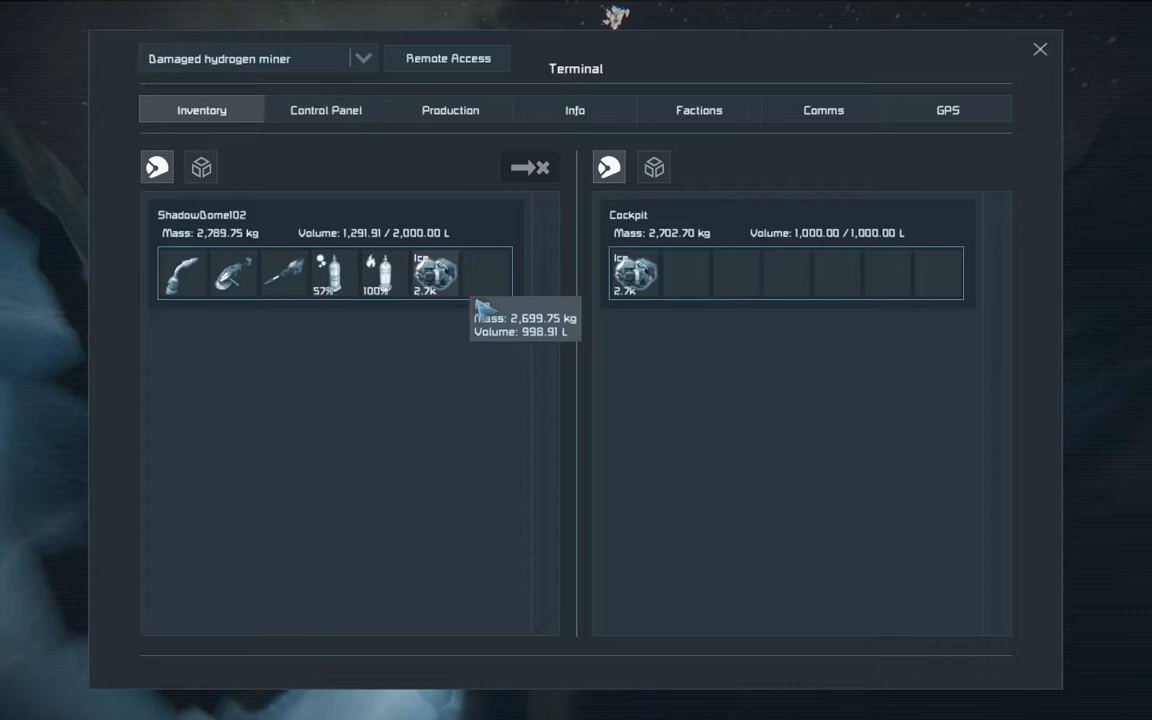 Damaged hydrogen miner
Remote Access
Terminal
Inventory
Control Panel
Production
Info
Factions
Comms
GPS
ShadowDome102
Mass: 2,789.75 kg
Volume: 1,291.91 / 2,000.00 L
57%
100%
Ice
2.7k
Mass: 2,699.75 kg
Volume: 998.91 L
Cockpit
Mass: 2,702.70 kg
Volume: 1,000.00 / 1,000.00 L
Ice
2.7k